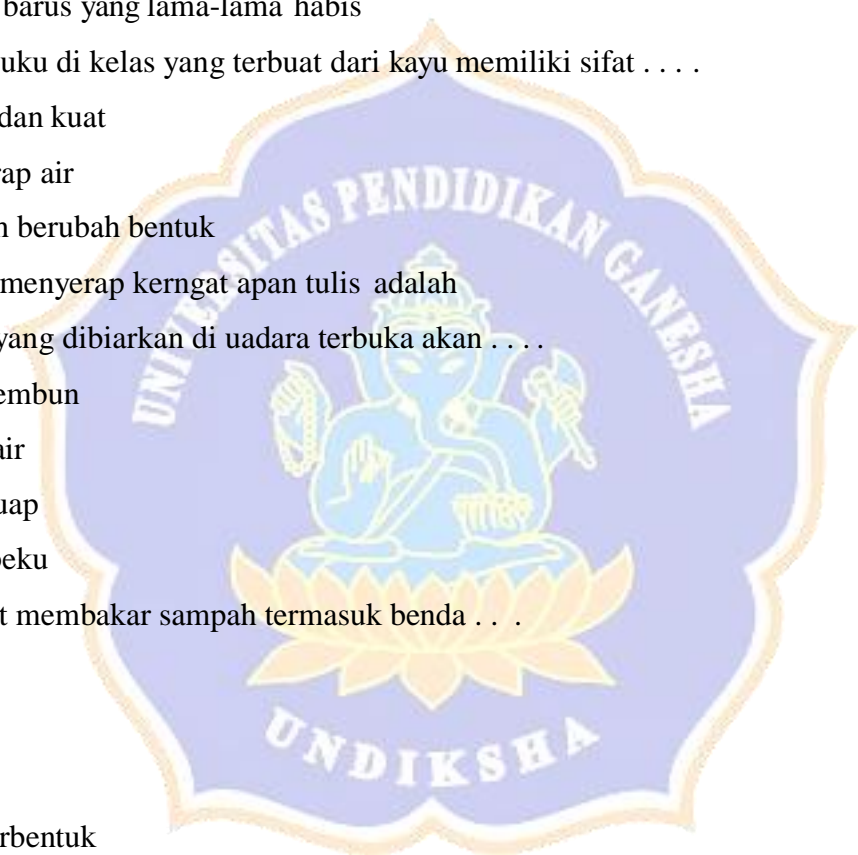 barus yang lama-lama habis
uku di kelas yang terbuat dari kayu memiliki sifat . . . .
dan kuat
rap air
n berubah bentuk
menyerap kerngat apan tulis adalah
yang dibiarkan di uadara terbuka akan . . . .
embun
air
uap
beku
t membakar sampah termasuk benda . . .
rbentuk
UNIVERSITAS PENDIDIKAN GANESHA
UNDIKSHA